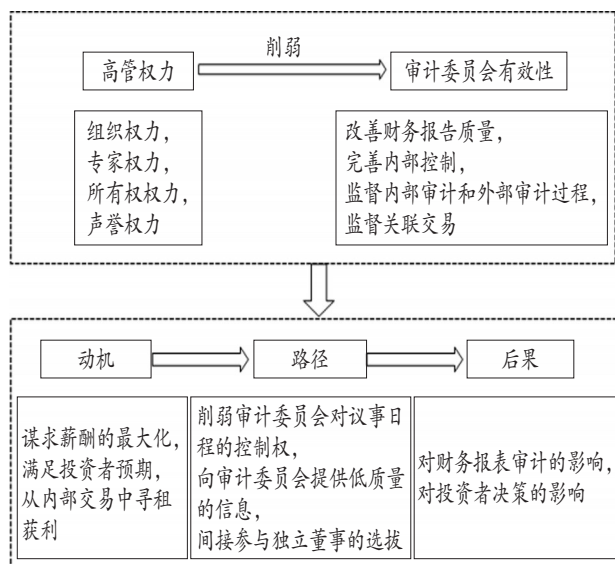 削弱
高管权力
审计委员会有效性
组织权力，
专家权力，
所有权权力，
声誉权力
改善财务报告质量，
完善内部控制，
监督内部审计和外部审计过程，
监督关联交易
动机
路径
后果
谋求薪酬的最大化，
满足投资者预期，
从内部交易中寻租
获利
削弱审计委员会对议事日
程的控制权，
向审计委员会提供低质量
的信息，
间接参与独立董事的选拔
对财务报表审计的影响，
对投资者决策的影响